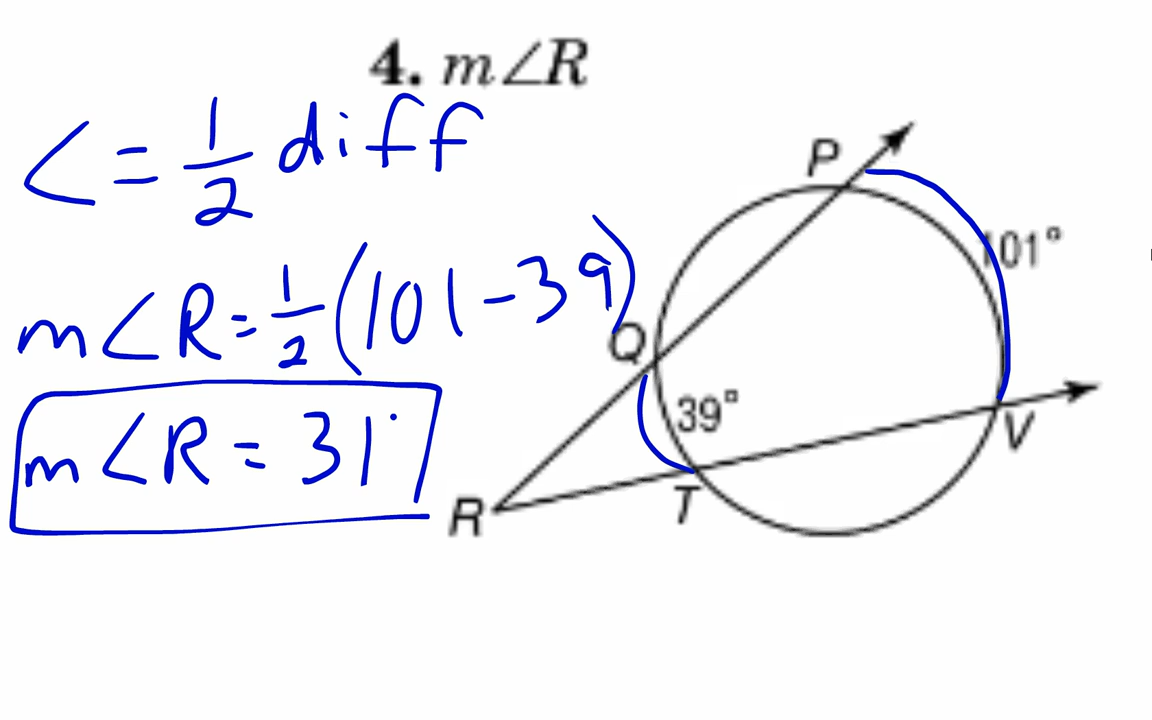 4. m∠R
∠ = 1/2 diff
P
101°
m∠R = 1/2 (101 - 39)
Q
39°
V
m∠R = 31°
R
T